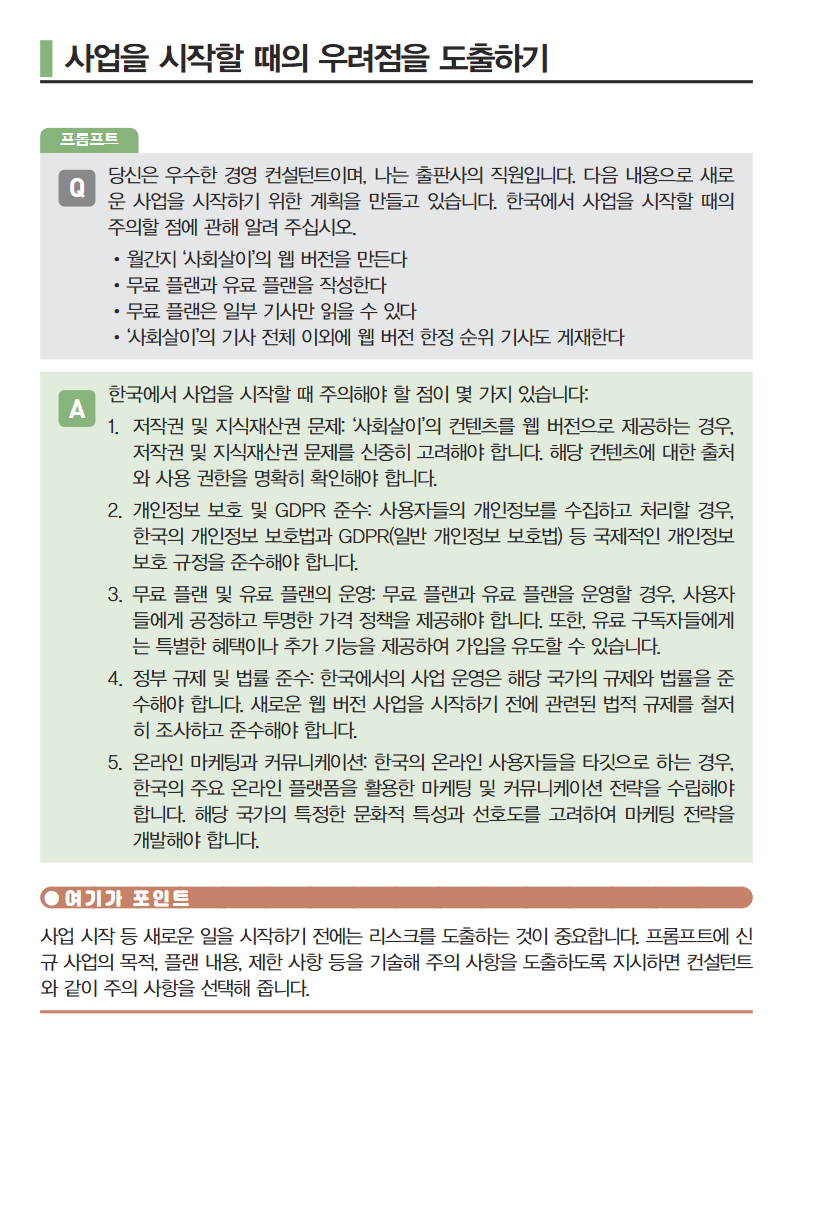 사업을 시작할 때의 우려점을 도출하기
프롬프트
Q
당신은 우수한 경영 컨설턴트이며, 나는 출판사의 직원입니다. 다음 내용으로 새로
운 사업을 시작하기 위한 계획을 만들고 있습니다. 한국에서 사업을 시작할 때의
주의할 점에 관해 알려 주십시오.
• 월간지 ‘사회살이’의 웹 버전을 만든다
• 무료 플랜과 유료 플랜을 작성한다
• 무료 플랜은 일부 기사만 읽을 수 있다
• ‘사회살이’의 기사 전체 이외에 웹 버전 한정 순위 기사도 게재한다
A
한국에서 사업을 시작할 때 주의해야 할 점이 몇 가지 있습니다:
1. 저작권 및 지식재산권 문제: ‘사회살이’의 컨텐츠를 웹 버전으로 제공하는 경우,
저작권 및 지식재산권 문제를 신중히 고려해야 합니다. 해당 컨텐츠에 대한 출처
와 사용 권한을 명확히 확인해야 합니다.
2. 개인정보 보호 및 GDPR 준수: 사용자들의 개인정보를 수집하고 처리할 경우,
한국의 개인정보 보호법과 GDPR(일반 개인정보 보호법) 등 국제적인 개인정보
보호 규정을 준수해야 합니다.
3. 무료 플랜 및 유료 플랜의 운영: 무료 플랜과 유료 플랜을 운영할 경우, 사용자
들에게 공정하고 투명한 가격 정책을 제공해야 합니다. 또한, 유료 구독자들에게
는 특별한 혜택이나 추가 기능을 제공하여 가입을 유도할 수 있습니다.
4. 정부 규제 및 법률 준수: 한국에서의 사업 운영은 해당 국가의 규제와 법률을 준
수해야 합니다. 새로운 웹 버전 사업을 시작하기 전에 관련된 법적 규제를 철저
히 조사하고 준수해야 합니다.
5. 온라인 마케팅과 커뮤니케이션: 한국의 온라인 사용자들을 타깃으로 하는 경우,
한국의 주요 온라인 플랫폼을 활용한 마케팅 및 커뮤니케이션 전략을 수립해야
합니다. 해당 국가의 특정한 문화적 특성과 선호도를 고려하여 마케팅 전략을
개발해야 합니다.
여기가 포인트
사업 시작 등 새로운 일을 시작하기 전에는 리스크를 도출하는 것이 중요합니다. 프롬프트에 신
규 사업의 목적, 플랜 내용, 제한 사항 등을 기술해 주의 사항을 도출하도록 지시하면 컨설턴트
와 같이 주의 사항을 선택해 줍니다.